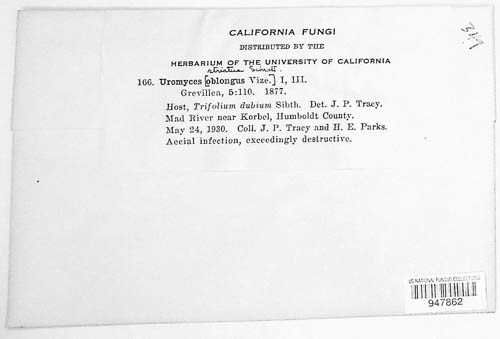 CALIFORNIA FUNGI
DISTRIBUTED BY THE
HERBARIUM OF THE UNIVERSITY OF CALIFORNIA
striatus Schroet.
166. Uromyces [oblongus Vize.] I, III.
Grevillea, 5:110. 1877.
Host, Trifolium dubium Sibth. Det. J. P. Tracy.
Mad River near Korbel, Humboldt County.
May 24, 1930. Coll. J. P. Tracy and H. E. Parks.
Aecial infection, exceedingly destructive.
US NATIONAL FUNGUS COLLECTIONS
947862